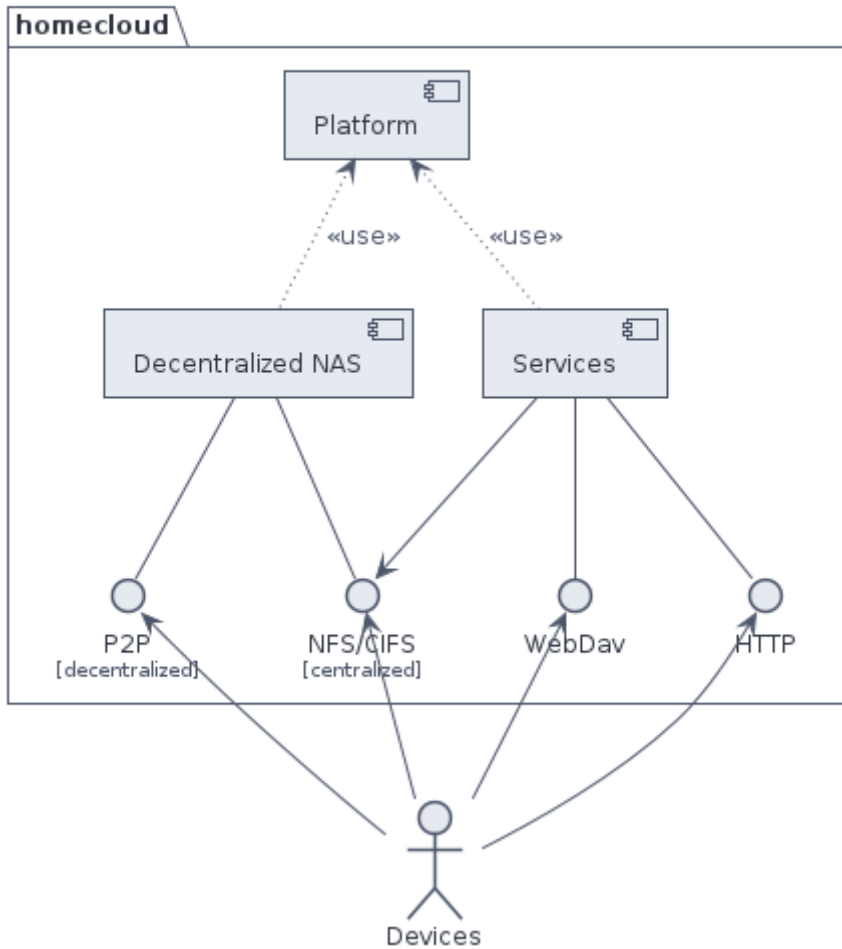 homecloud
Platform
«use» «use»
Decentralized NAS Services
P2P NFS/CIFS WebDav HTTP
[decentralized] [centralized]
Devices